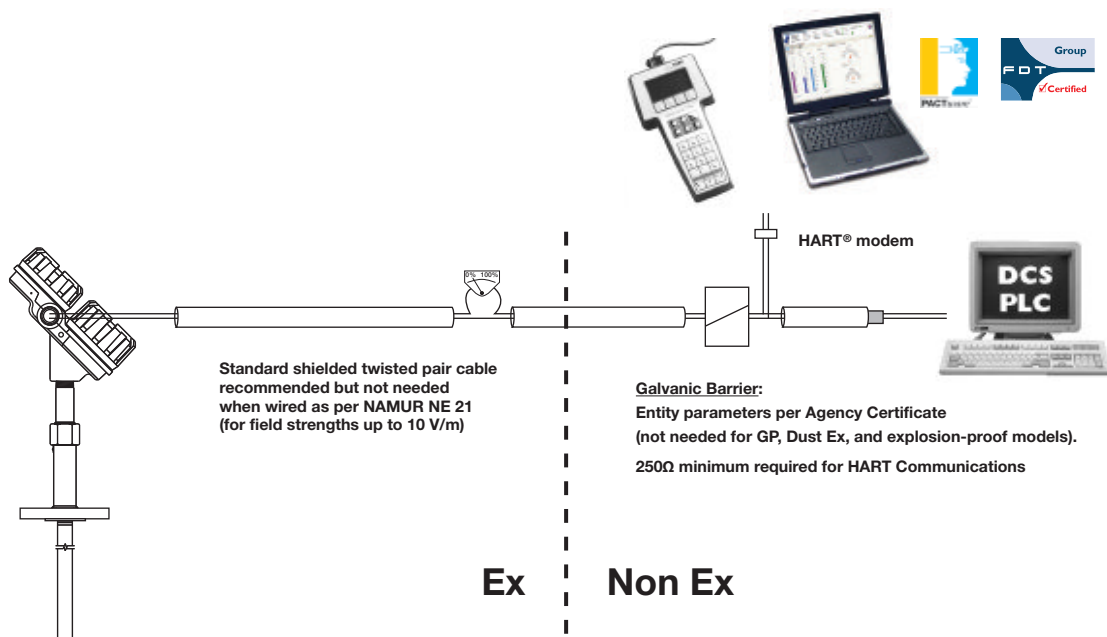 Group
FDT
Certified
PACTware
HART® modem
0% 100%
DCS
PLC
Standard shielded twisted pair cable
recommended but not needed
when wired as per NAMUR NE 21
(for field strengths up to 10 V/m)
Galvanic Barrier:
Entity parameters per Agency Certificate
(not needed for GP, Dust Ex, and explosion-proof models).
250Ω minimum required for HART Communications
Ex
Non Ex